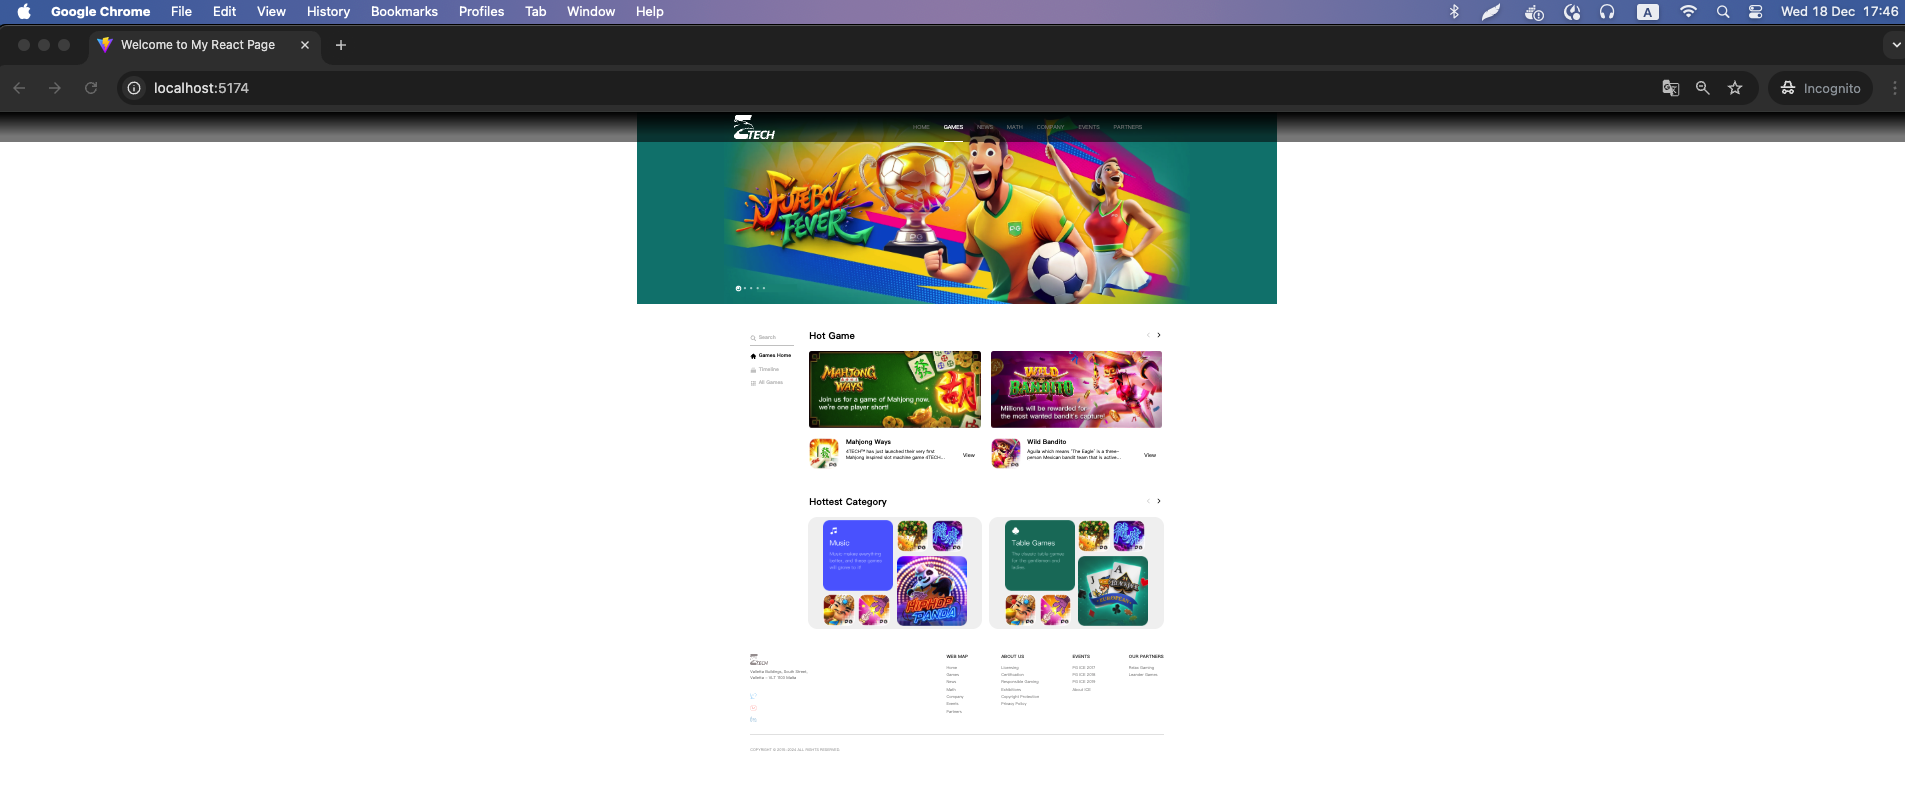 Google Chrome File Edit View History Bookmarks Profiles Tab Window Help
A Wed 18 Dec 17:46
Welcome to My React Page
localhost:5174
Incognito
TECH
HOME GAMES NEWS MATH COMPANY EVENTS PARTNERS
FUTEBOL
FEVER
Search
Games Home
Timeline
All Games
Hot Game
MAHJONG
WAYS
Join us for a game of Mahjong now,
we're one player short!
WILD
BANDITO
Millions will be rewarded for
the most wanted bandit's capture!
Mahjong Ways
4TECH™ has just launched their very first
Mahjong inspired slot machine game 4TECH...
View
Wild Bandito
Aguila which means "The Eagle" is a three-
person Mexican bandit team that is active...
View
Hottest Category
Music
Music makes everything
better, and these games
will groove to it!
HIPHOP
PANDA
Table Games
The classic table games
for the gentlemen and
ladies.
EUROPEAN
TECH
Valletta Buildings, South Street,
Valletta - VLT 1103 Malta
WEB MAP
Home
Games
News
Math
Company
Events
Partners
ABOUT US
Licensing
Certification
Responsible Gaming
Exhibitions
Copyright Protection
Privacy Policy
EVENTS
PG ICE 2017
PG ICE 2018
PG ICE 2019
About ICE
OUR PARTNERS
Relax Gaming
Leander Games
COPYRIGHT © 2015-2024 ALL RIGHTS RESERVED.